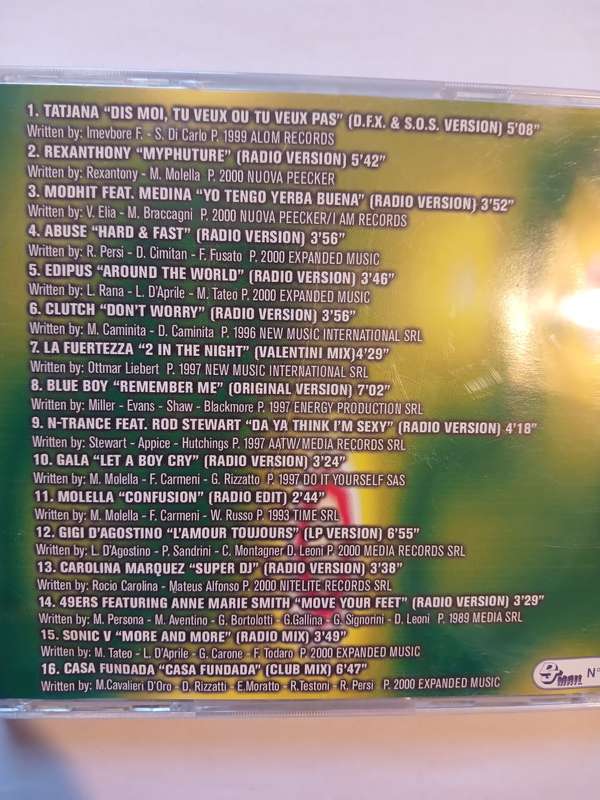 1. TATJANA "DIS MOI, TU VEUX OU TU VEUX PAS" (D.F.X. & S.O.S. VERSION) 5'08"
Written by: Imevbore F. - S. Di Carlo P. 1999 ALOM RECORDS
2. REXANTHONY "MYPHUTURE" (RADIO VERSION) 5'42"
Written by: Rexantony - M. Molella P. 2000 NUOVA PEECKER
3. MODHIT FEAT. MEDINA "YO TENGO YERBA BUENA" (RADIO VERSION) 3'52"
Written by: V. Elia - M. Braccagni P. 2000 NUOVA PEECKER/I AM RECORDS
4. ABUSE "HARD & FAST" (RADIO VERSION) 3'56"
Written by: R. Persi - D. Cimitan - F. Fusato P. 2000 EXPANDED MUSIC
5. EDIPUS "AROUND THE WORLD" (RADIO VERSION) 3'46"
Written by: L. Rana - L. D'Aprile - M. Tateo P. 2000 EXPANDED MUSIC
6. CLUTCH "DON'T WORRY" (RADIO VERSION) 3'56"
Written by: M. Caminita - D. Caminita P. 1996 NEW MUSIC INTERNATIONAL SRL
7. LA FUERTEZZA "2 IN THE NIGHT" (VALENTINI MIX)4'29"
Written by: Ottmar Liebert P. 1997 NEW MUSIC INTERNATIONAL SRL
8. BLUE BOY "REMEMBER ME" (ORIGINAL VERSION) 7'02"
Written by: Miller - Evans - Shaw - Blackmore P. 1997 ENERGY PRODUCTION SRL
9. N-TRANCE FEAT. ROD STEWART "DA YA THINK I'M SEXY" (RADIO VERSION) 4'18"
Written by: Stewart - Appice - Hutchings P. 1997 AATW/MEDIA RECORDS SRL
10. GALA "LET A BOY CRY" (RADIO VERSION) 3'24"
Written by: M. Molella - F. Carmeni - G. Rizzatto P. 1997 DO IT YOURSELF SAS
11. MOLELLA "CONFUSION" (RADIO EDIT) 2'44"
Written by: M. Molella - F. Carmeni - W. Russo P. 1993 TIME SRL
12. GIGI D'AGOSTINO "L'AMOUR TOUJOURS" (LP VERSION) 6'55"
Written by: L. D'Agostino - P. Sandrini - C. Montagner D. Leoni P. 2000 MEDIA RECORDS SRL
13. CAROLINA MARQUEZ "SUPER DJ" (RADIO VERSION) 3'38"
Written by: Rocio Carolina - Mateus Alfonso P. 2000 NITELITE RECORDS
14. 49ERS FEATURING ANNE MARIE SMITH "MOVE YOUR FEET" (RADIO VERSION) 3'29"
Written by: M. Persona - M. Aventino - G. Bortolotti - G.Gallina - G. Signorini - D. Leoni P. 1989 MEDIA SRL
15. SONIC V "MORE AND MORE" (RADIO MIX) 3'49"
Written by: M. Tateo - L. D'Aprile - G. Carone - F. Todaro P. 2000 EXPANDED MUSIC
16. CASA FUNDADA "CASA FUNDADA" (CLUB MIX) 6'47"
Written by: M.Cavalieri D'Oro - D. Rizzatti - E.Moratto - R.Testoni - R. Persi P. 2000 EXPANDED MUSIC
N°